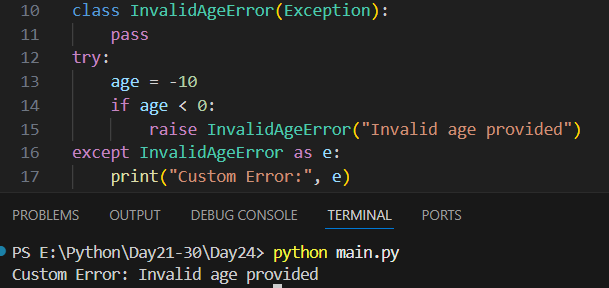 10 class InvalidAgeError(Exception):
11     pass
12 try:
13     age = -10
14     if age < 0:
15         raise InvalidAgeError("Invalid age provided")
16 except InvalidAgeError as e:
17     print("Custom Error:", e)
PROBLEMS OUTPUT DEBUG CONSOLE TERMINAL PORTS
PS E:\Python\Day21-30\Day24> python main.py
Custom Error: Invalid age provided